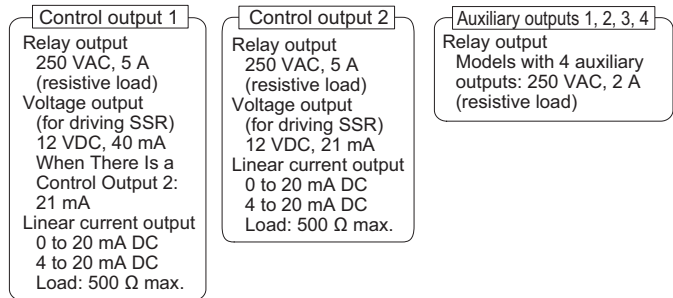 Control output 1
Relay output
250 VAC, 5 A
(resistive load)
Voltage output
(for driving SSR)
12 VDC, 40 mA
When There Is a
Control Output 2:
21 mA
Linear current output
0 to 20 mA DC
4 to 20 mA DC
Load: 500 Ω max.
Control output 2
Relay output
250 VAC, 5 A
(resistive load)
Voltage output
(for driving SSR)
12 VDC, 21 mA
Linear current output
0 to 20 mA DC
4 to 20 mA DC
Load: 500 Ω max.
Auxiliary outputs 1, 2, 3, 4
Relay output
Models with 4 auxiliary
outputs: 250 VAC, 2 A
(resistive load)